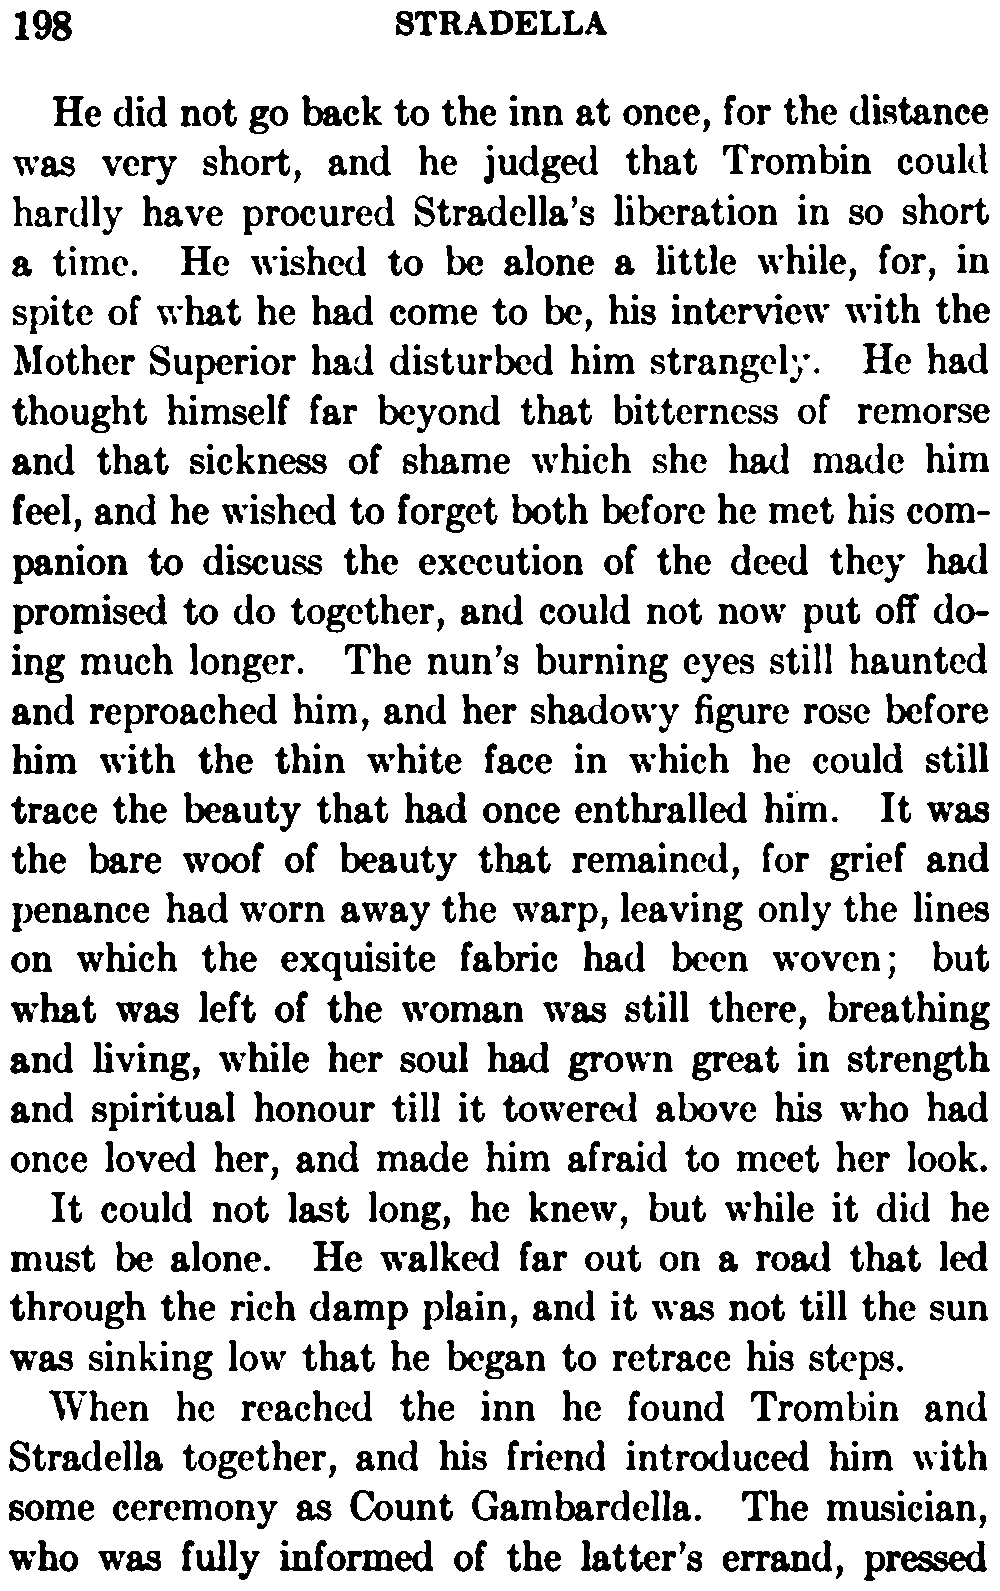 198 STRADELLA
He did not go back to the inn at once, for the distance
was very short, and he judged that Trombin could
hardly have procured Stradella's liberation in so short
a time. He wished to be alone a little while, for, in
spite of what he had come to be, his interview with the
Mother Superior had disturbed him strangely. He had
thought himself far beyond that bitterness of remorse
and that sickness of shame which she had made him
feel, and he wished to forget both before he met his com-
panion to discuss the execution of the deed they had
promised to do together, and could not now put off do-
ing much longer. The nun's burning eyes still haunted
and reproached him, and her shadowy figure rose before
him with the thin white face in which he could still
trace the beauty that had once enthralled him. It was
the bare woof of beauty that remained, for grief and
penance had worn away the warp, leaving only the lines
on which the exquisite fabric had been woven; but
what was left of the woman was still there, breathing
and living, while her soul had grown great in strength
and spiritual honour till it towered above his who had
once loved her, and made him afraid to meet her look.
It could not last long, he knew, but while it did he
must be alone. He walked far out on a road that led
through the rich damp plain, and it was not till the sun
was sinking low that he began to retrace his steps.
When he reached the inn he found Trombin and
Stradella together, and his friend introduced him with
some ceremony as Count Gambardella. The musician,
who was fully informed of the latter's errand, pressed